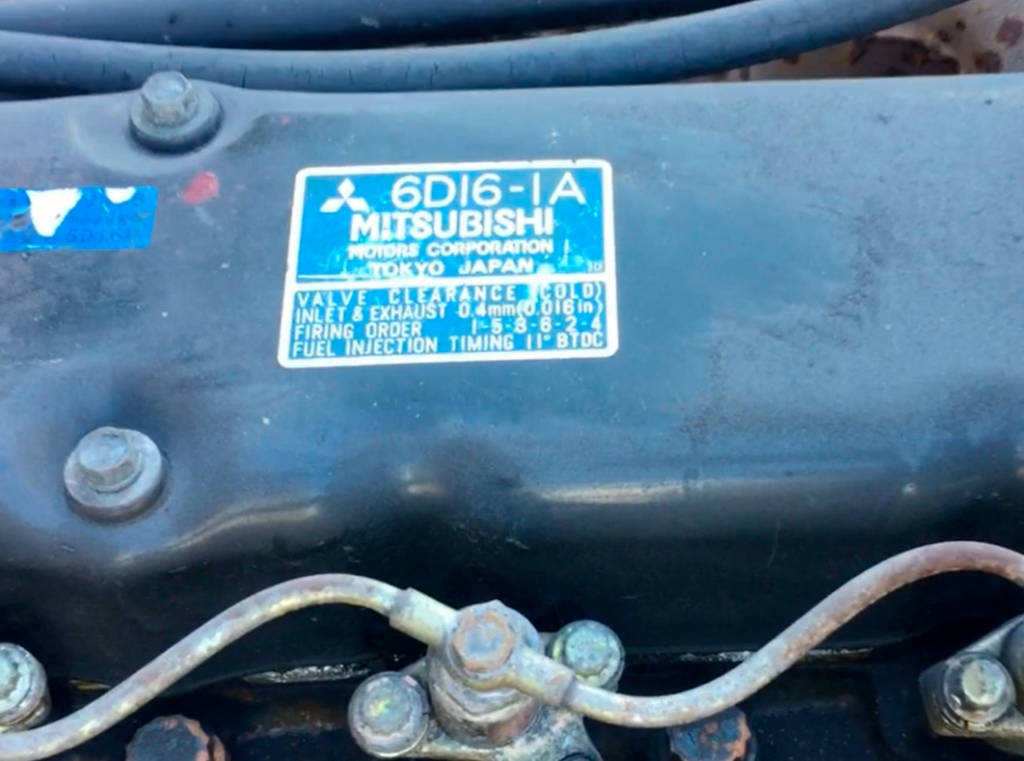 6D16-1A
MITSUBISHI
MOTORS CORPORATION
TOKYO JAPAN
VALVE CLEARANCE (COLD)
INLET & EXHAUST 0.4mm(0.016in)
FIRING ORDER 1-5-3-6-2-4
FUEL INJECTION TIMING 11° BTDC